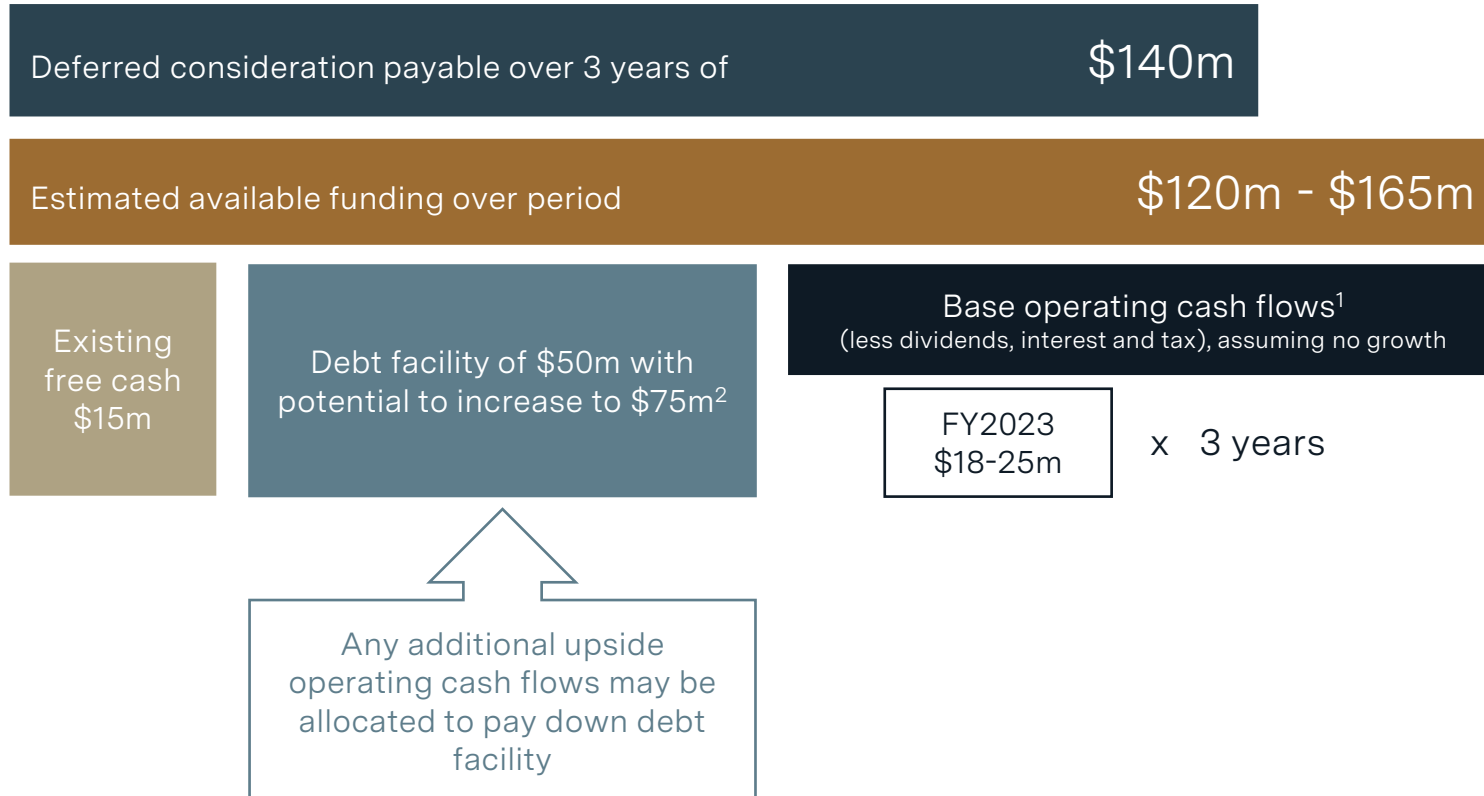 Deferred consideration payable over 3 years of $140m
Estimated available funding over period $120m - $165m
Existing
free cash
$15m
Debt facility of $50m with
potential to increase to $75m²
Base operating cash flows¹
(less dividends, interest and tax), assuming no growth
FY2023
$18-25m
x 3 years
Any additional upside
operating cash flows may be
allocated to pay down debt
facility